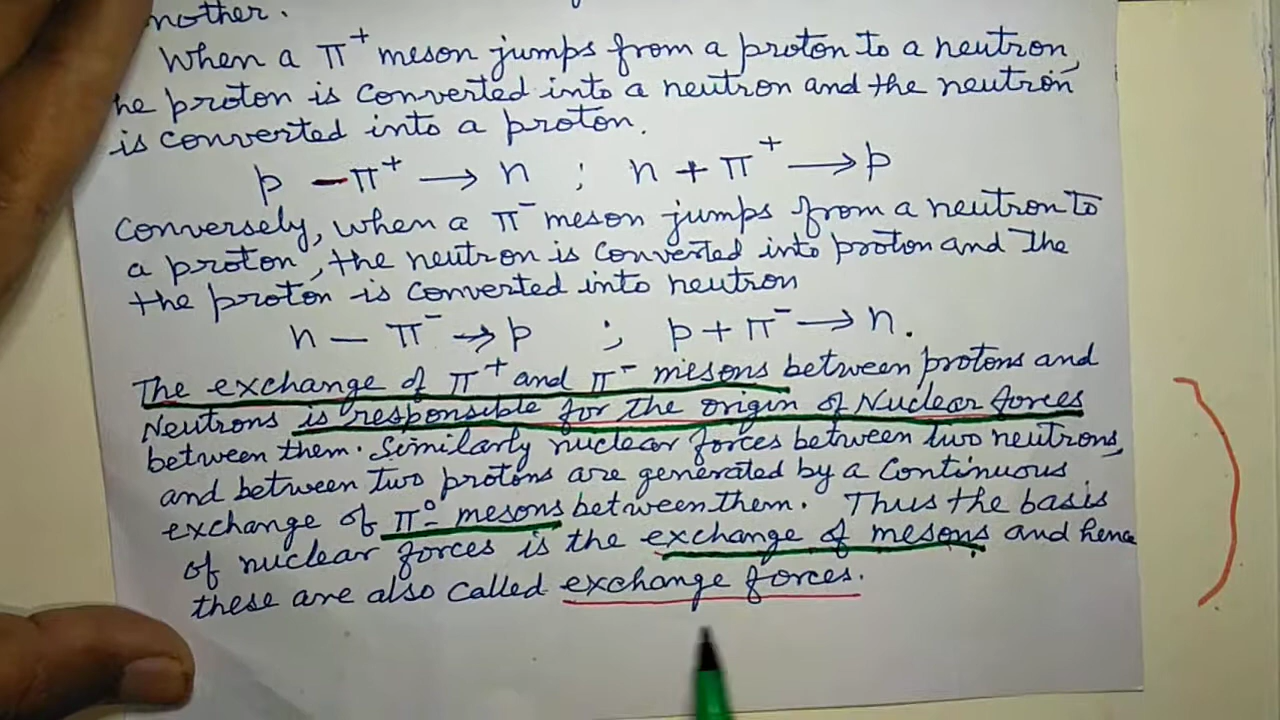 nother.
When a π⁺ meson jumps from a proton to a neutron,
he proton is converted into a neutron and the neutron
is converted into a proton.
p − π⁺ ⟶ n ; n + π⁺ ⟶ p
Conversely, when a π⁻ meson jumps from a neutron to
a proton, the neutron is converted into proton and the
the proton is converted into neutron
n − π⁻ → p ; p + π⁻ ⟶ n.
The exchange of π⁺ and π⁻ mesons between protons and
Neutrons is responsible for the origin of Nuclear forces
between them. Similarly nuclear forces between two neutrons,
and between two protons are generated by a continuous
exchange of π⁰- mesons between them. Thus the basis
of nuclear forces is the exchange of mesons and hence
these are also called exchange forces.